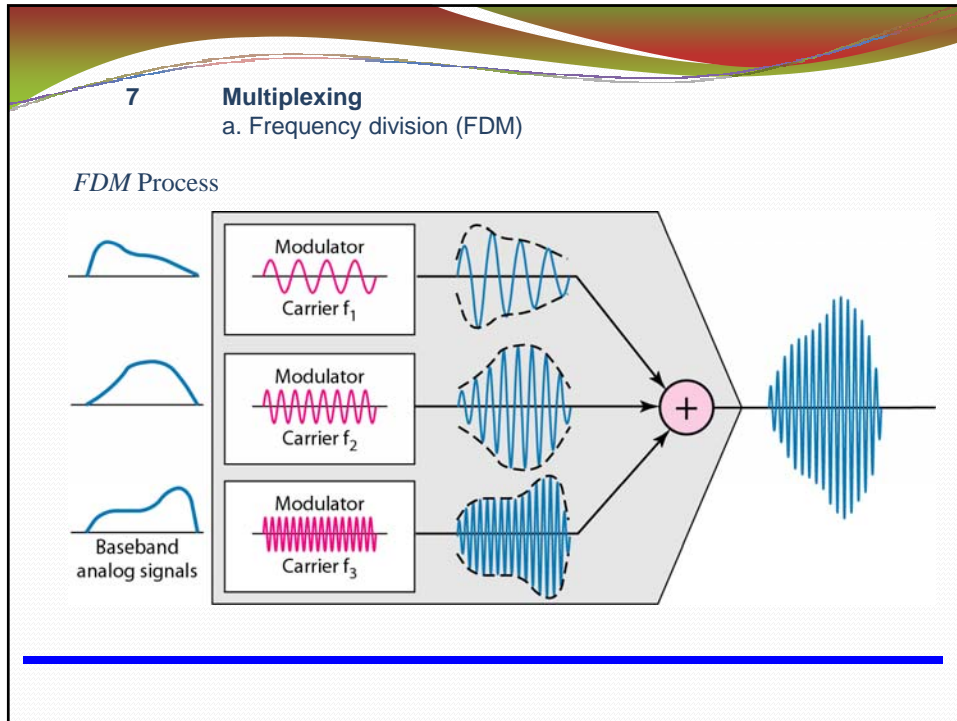 7 Multiplexing
a. Frequency division (FDM)
FDM Process
Modulator
Carrier f₁
Modulator
Carrier f₂
Modulator
Carrier f₃
Baseband
analog signals
+